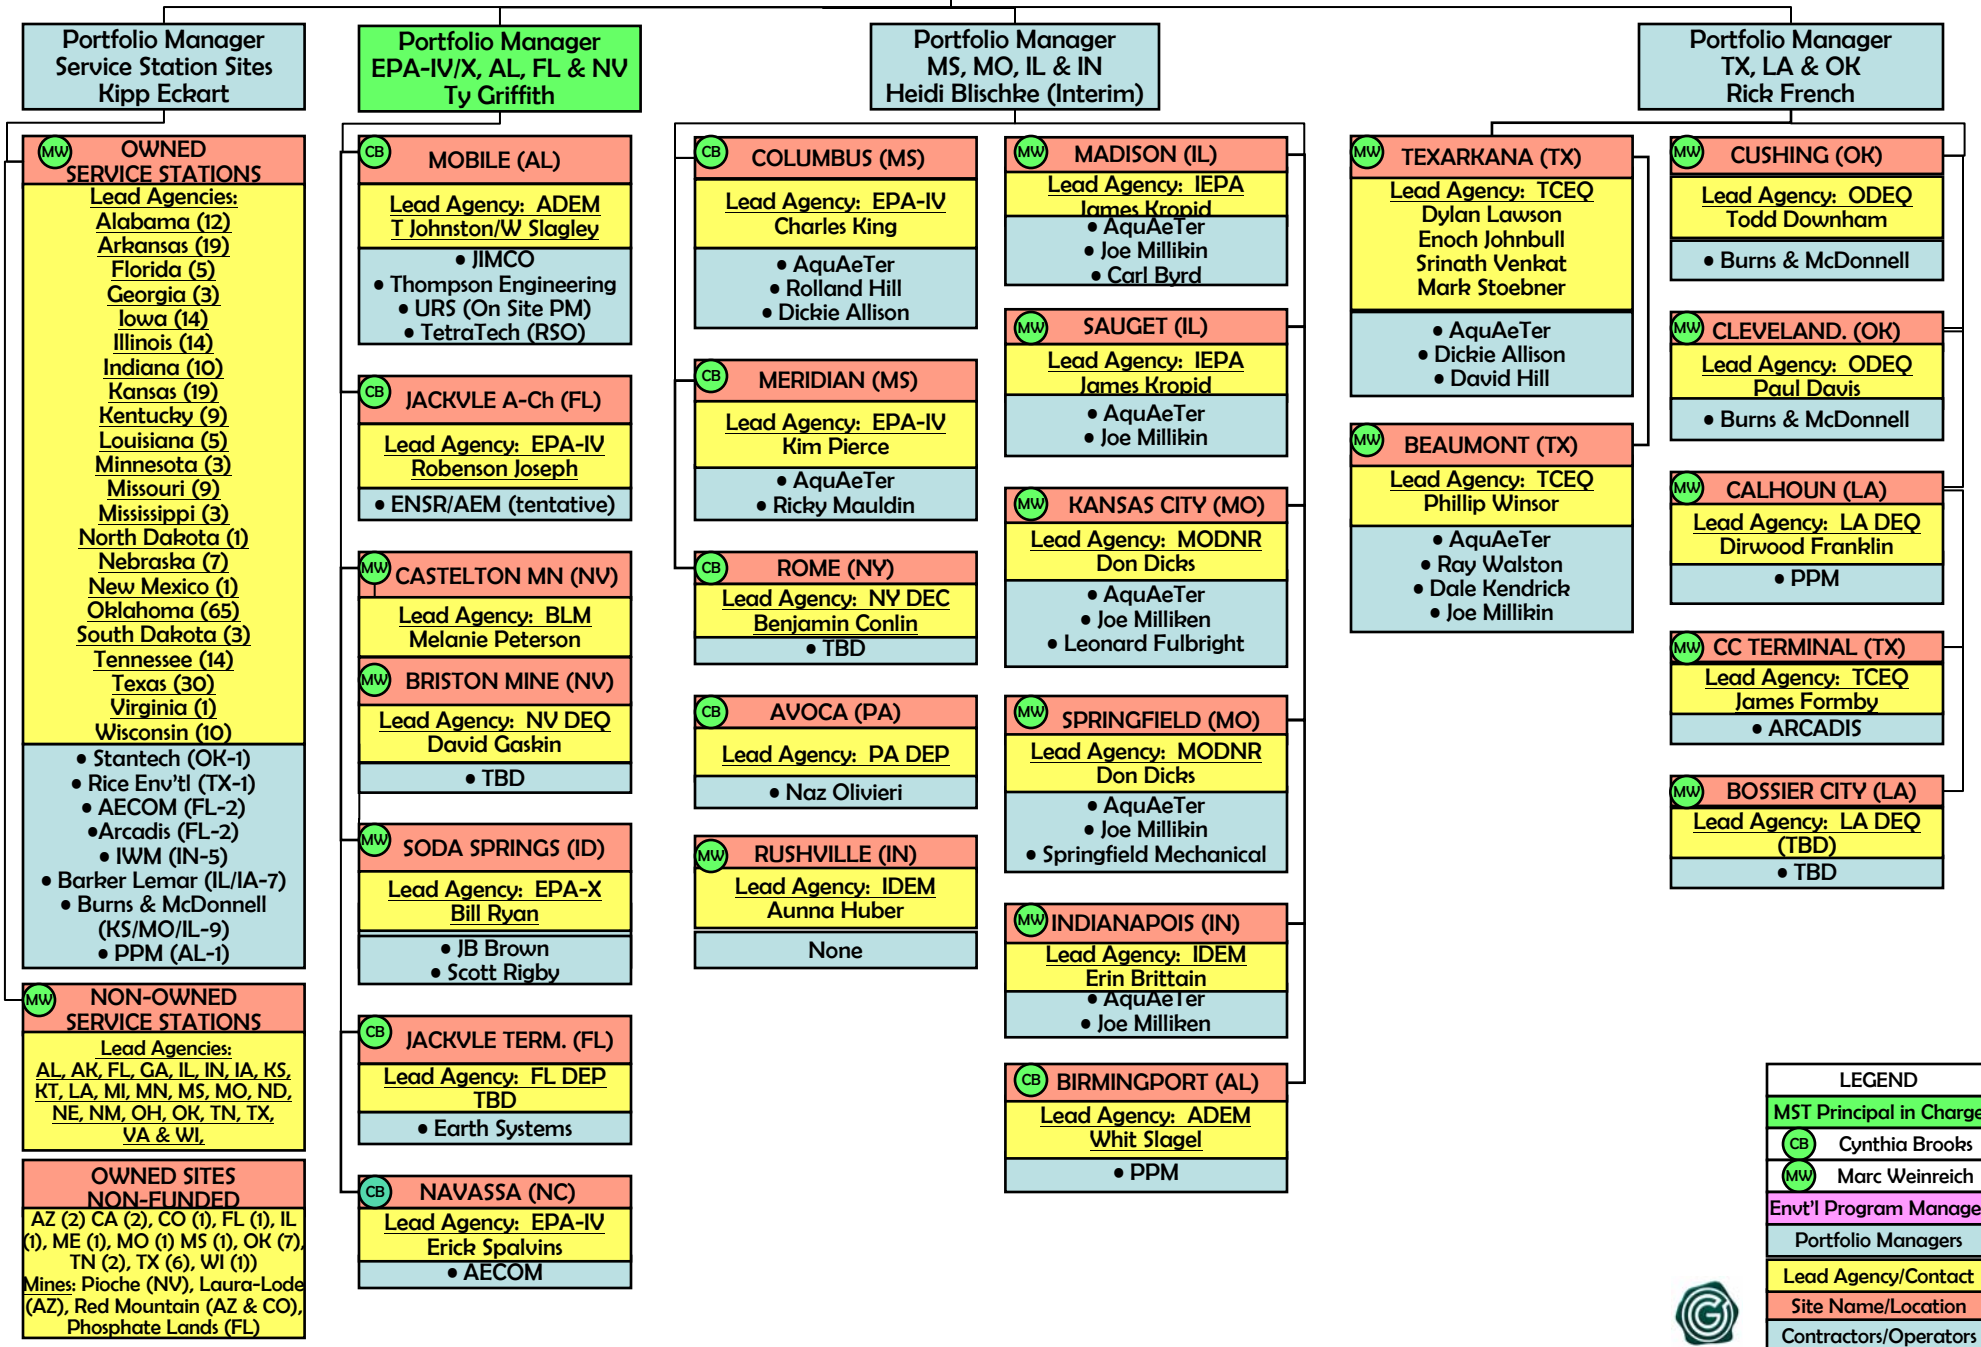 Portfolio Manager
Service Station Sites
Kipp Eckart
Portfolio Manager
EPA-IV/X, AL, FL & NV
Ty Griffith
Portfolio Manager
MS, MO, IL & IN
Heidi Blischke (Interim)
Portfolio Manager
TX, LA & OK
Rick French
MW
OWNED
SERVICE STATIONS
Lead Agencies:
Alabama (12)
Arkansas (19)
Florida (5)
Georgia (3)
Iowa (14)
Illinois (14)
Indiana (10)
Kansas (19)
Kentucky (9)
Louisiana (5)
Minnesota (3)
Missouri (9)
Mississippi (3)
North Dakota (1)
Nebraska (7)
New Mexico (1)
Oklahoma (65)
South Dakota (3)
Tennessee (14)
Texas (30)
Virginia (1)
Wisconsin (10)
• Stantech (OK-1)
• Rice Env'tl (TX-1)
• AECOM (FL-2)
•Arcadis (FL-2)
• IWM (IN-5)
• Barker Lemar (IL/IA-7)
• Burns & McDonnell
(KS/MO/IL-9)
• PPM (AL-1)
MW
NON-OWNED
SERVICE STATIONS
Lead Agencies:
AL, AK, FL, GA, IL, IN, IA, KS,
KT, LA, MI, MN, MS, MO, ND,
NE, NM, OH, OK, TN, TX,
VA & WI,
OWNED SITES
NON-FUNDED
AZ (2) CA (2), CO (1), FL (1), IL
(1), ME (1), MO (1) MS (1), OK (7),
TN (2), TX (6), WI (1))
Mines: Pioche (NV), Laura-Lode
(AZ), Red Mountain (AZ & CO),
Phosphate Lands (FL)
CB
MOBILE (AL)
Lead Agency: ADEM
T Johnston/W Slagley
• JIMCO
• Thompson Engineering
• URS (On Site PM)
• TetraTech (RSO)
CB
JACKVLE A-Ch (FL)
Lead Agency: EPA-IV
Robenson Joseph
• ENSR/AEM (tentative)
MW
CASTELTON MN (NV)
Lead Agency: BLM
Melanie Peterson
MW
BRISTON MINE (NV)
Lead Agency: NV DEQ
David Gaskin
• TBD
MW
SODA SPRINGS (ID)
Lead Agency: EPA-X
Bill Ryan
• JB Brown
• Scott Rigby
CB
JACKVLE TERM. (FL)
Lead Agency: FL DEP
TBD
• Earth Systems
CB
NAVASSA (NC)
Lead Agency: EPA-IV
Erick Spalvins
• AECOM
CB
COLUMBUS (MS)
Lead Agency: EPA-IV
Charles King
• AquAeTer
• Rolland Hill
• Dickie Allison
CB
MERIDIAN (MS)
Lead Agency: EPA-IV
Kim Pierce
• AquAeTer
• Ricky Mauldin
CB
ROME (NY)
Lead Agency: NY DEC
Benjamin Conlin
• TBD
CB
AVOCA (PA)
Lead Agency: PA DEP
• Naz Olivieri
MW
RUSHVILLE (IN)
Lead Agency: IDEM
Aunna Huber
None
MW
MADISON (IL)
Lead Agency: IEPA
James Kropid
• AquAeTer
• Joe Millikin
• Carl Byrd
MW
SAUGET (IL)
Lead Agency: IEPA
James Kropid
• AquAeTer
• Joe Millikin
MW
KANSAS CITY (MO)
Lead Agency: MODNR
Don Dicks
• AquAeTer
• Joe Milliken
• Leonard Fulbright
MW
SPRINGFIELD (MO)
Lead Agency: MODNR
Don Dicks
• AquAeTer
• Joe Millikin
• Springfield Mechanical
MW
INDIANAPOIS (IN)
Lead Agency: IDEM
Erin Brittain
• AquAeTer
• Joe Milliken
CB
BIRMINGPORT (AL)
Lead Agency: ADEM
Whit Slagel
• PPM
MW
TEXARKANA (TX)
Lead Agency: TCEQ
Dylan Lawson
Enoch Johnbull
Srinath Venkat
Mark Stoebner
• AquAeTer
• Dickie Allison
• David Hill
MW
BEAUMONT (TX)
Lead Agency: TCEQ
Phillip Winsor
• AquAeTer
• Ray Walston
• Dale Kendrick
• Joe Millikin
MW
CUSHING (OK)
Lead Agency: ODEQ
Todd Downham
• Burns & McDonnell
MW
CLEVELAND. (OK)
Lead Agency: ODEQ
Paul Davis
• Burns & McDonnell
MW
CALHOUN (LA)
Lead Agency: LA DEQ
Dirwood Franklin
• PPM
MW
CC TERMINAL (TX)
Lead Agency: TCEQ
James Formby
• ARCADIS
MW
BOSSIER CITY (LA)
Lead Agency: LA DEQ
(TBD)
• TBD
LEGEND
MST Principal in Charge
CB Cynthia Brooks
MW Marc Weinreich
Envt'l Program Manage
Portfolio Managers
Lead Agency/Contact
Site Name/Location
Contractors/Operators